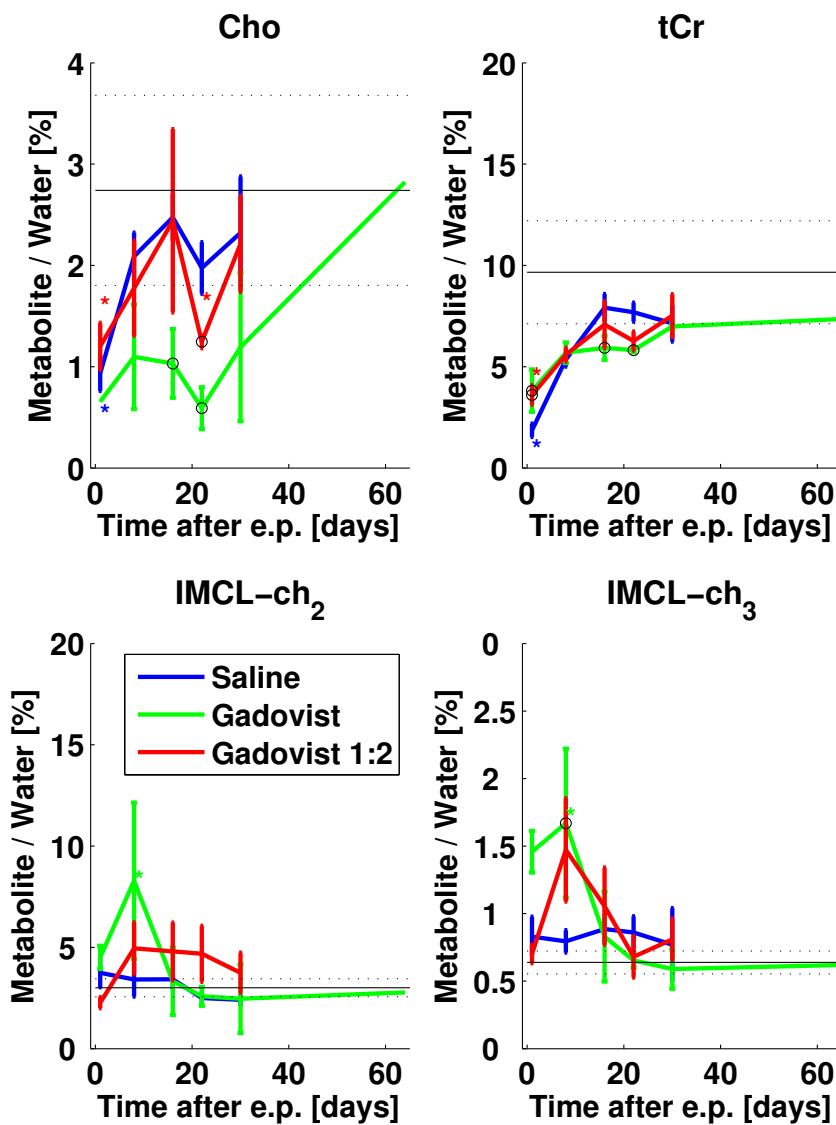 Cho
tCr
4
3
2
1
0
Metabolite / Water [%]
0 20 40 60
Time after e.p. [days]
20
15
10
5
0
Metabolite / Water [%]
0 20 40 60
Time after e.p. [days]
*
*
*
*
*
IMCL−ch2
IMCL−ch3
20
15
10
5
0
Metabolite / Water [%]
Saline
Gadovist
Gadovist 1:2
*
0 20 40 60
Time after e.p. [days]
0
2.5
2
1.5
1
0.5
0
Metabolite / Water [%]
*
0 20 40 60
Time after e.p. [days]